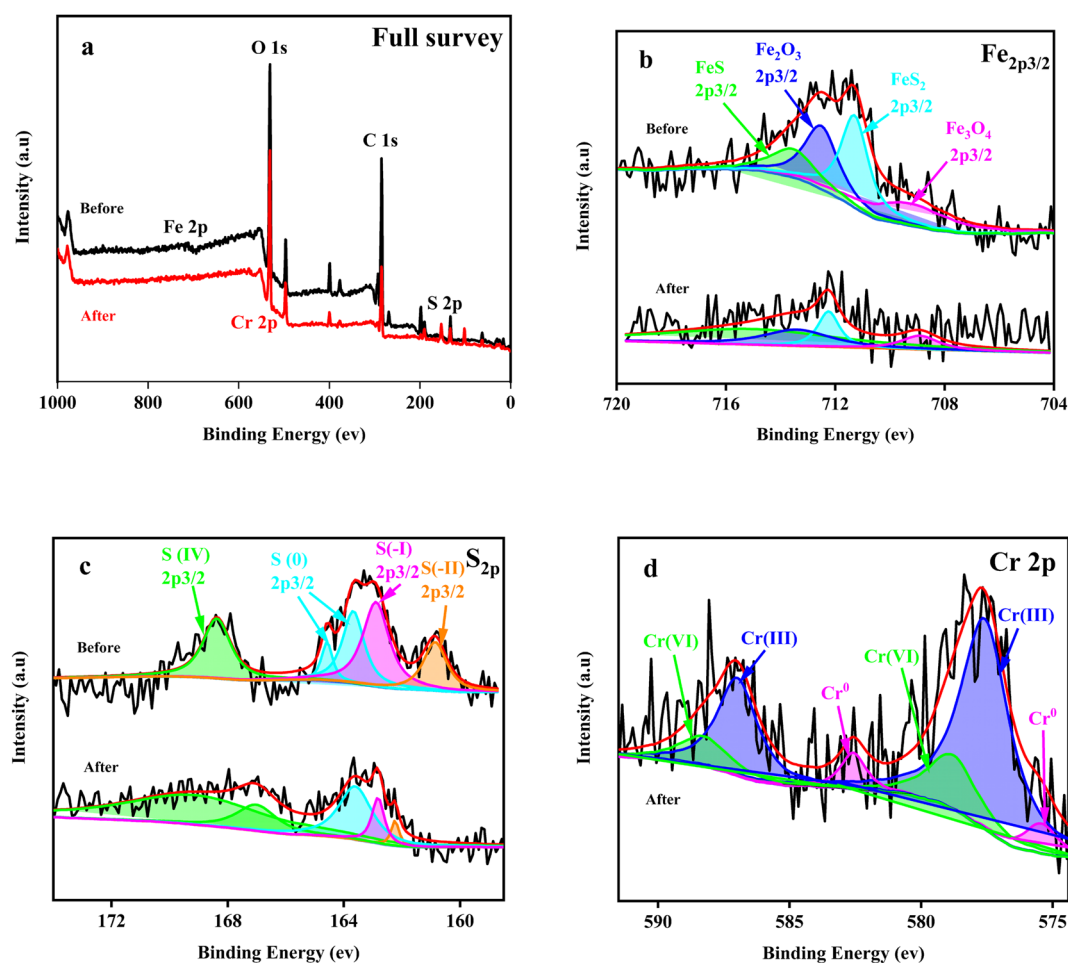 a
Full survey
O 1s
C 1s
Before
Fe 2p
After
Cr 2p
S 2p
Intensity (a.u)
1000 800 600 400 200 0
Binding Energy (ev)
b
Fe2p3/2
FeS
2p3/2
Fe2O3
2p3/2
FeS2
2p3/2
Fe3O4
2p3/2
Before
After
Intensity (a.u)
720 716 712 708 704
Binding Energy (ev)
c
S2p
S (IV)
2p3/2
S (0)
2p3/2
S(-I)
2p3/2
S(-II)
2p3/2
Before
After
Intensity (a.u)
172 168 163 160
Binding Energy (ev)
d
Cr 2p
Cr(VI)
Cr(III)
Cr0
Cr(VI)
Cr(III)
Cr0
After
Intensity (a.u)
590 585 580 575
Binding Energy (ev)